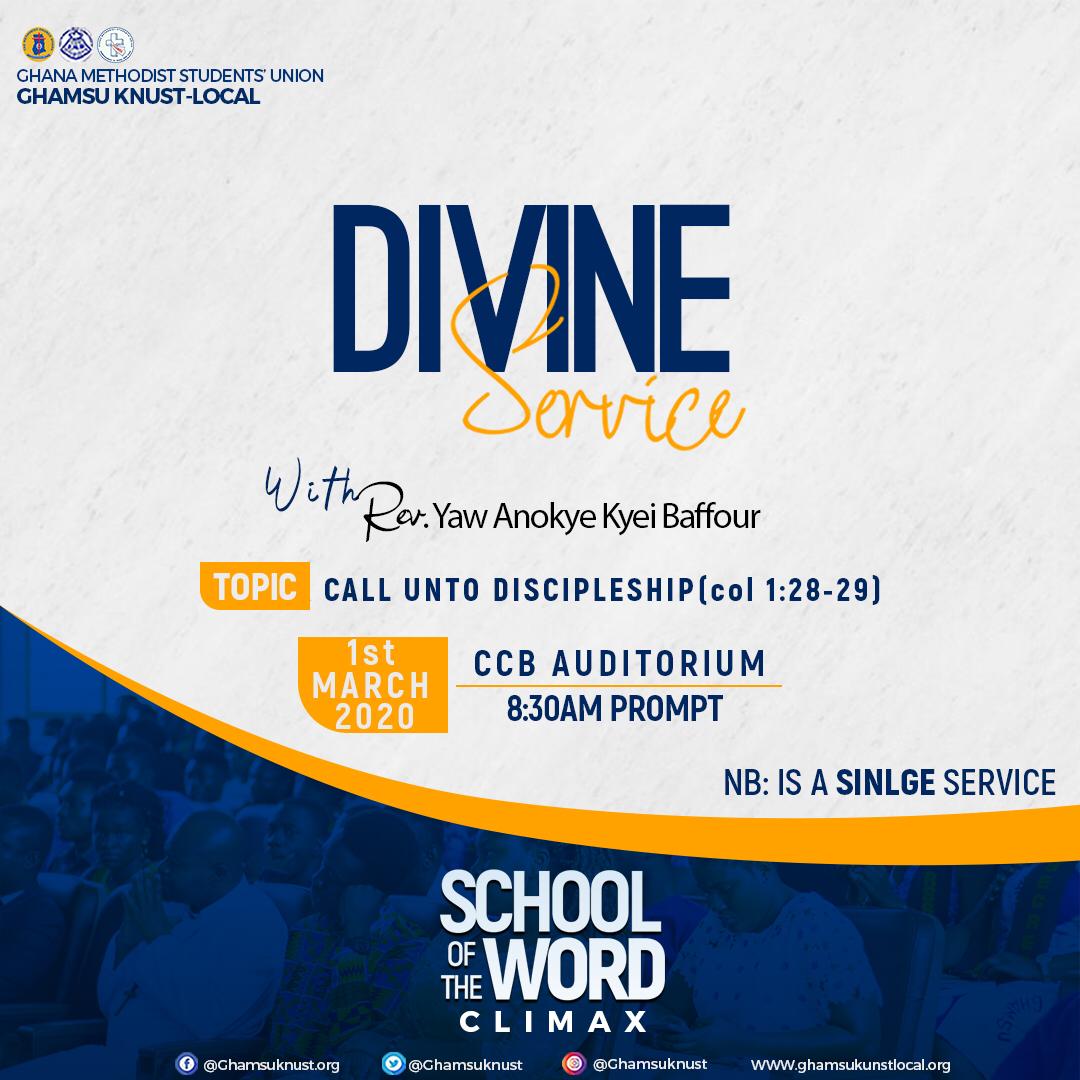 GHANA METHODIST STUDENTS' UNION
GHAMSU KNUST-LOCAL
DIVINE
Service
With Rev. Yaw Anokye Kyei Baffour
TOPIC CALL UNTO DISCIPLESHIP(col 1:28-29)
1st
MARCH
2020
CCB AUDITORIUM
8:30AM PROMPT
NB: IS A SINLGE SERVICE
SCHOOL
OF THE WORD
CLIMAX
@Ghamsuknust.org @Ghamsuknust @Ghamsuknust WWW.ghamsukunstlocal.org